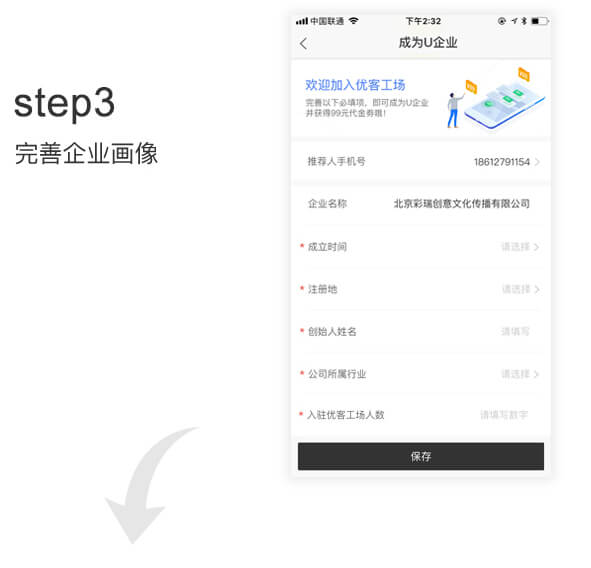 step3
完善企业画像
中国联通
下午2:32
成为U企业
欢迎加入优客工场
完善以下必填项，即可成为U企业
并获得99元代金券哦！
推荐人手机号 18612791154
企业名称 北京彩瑞创意文化传播有限公司
* 成立时间 请选择
* 注册地 请选择
* 创始人姓名 请填写
* 公司所属行业 请选择
* 入驻优客工场人数 请填写数字
保存